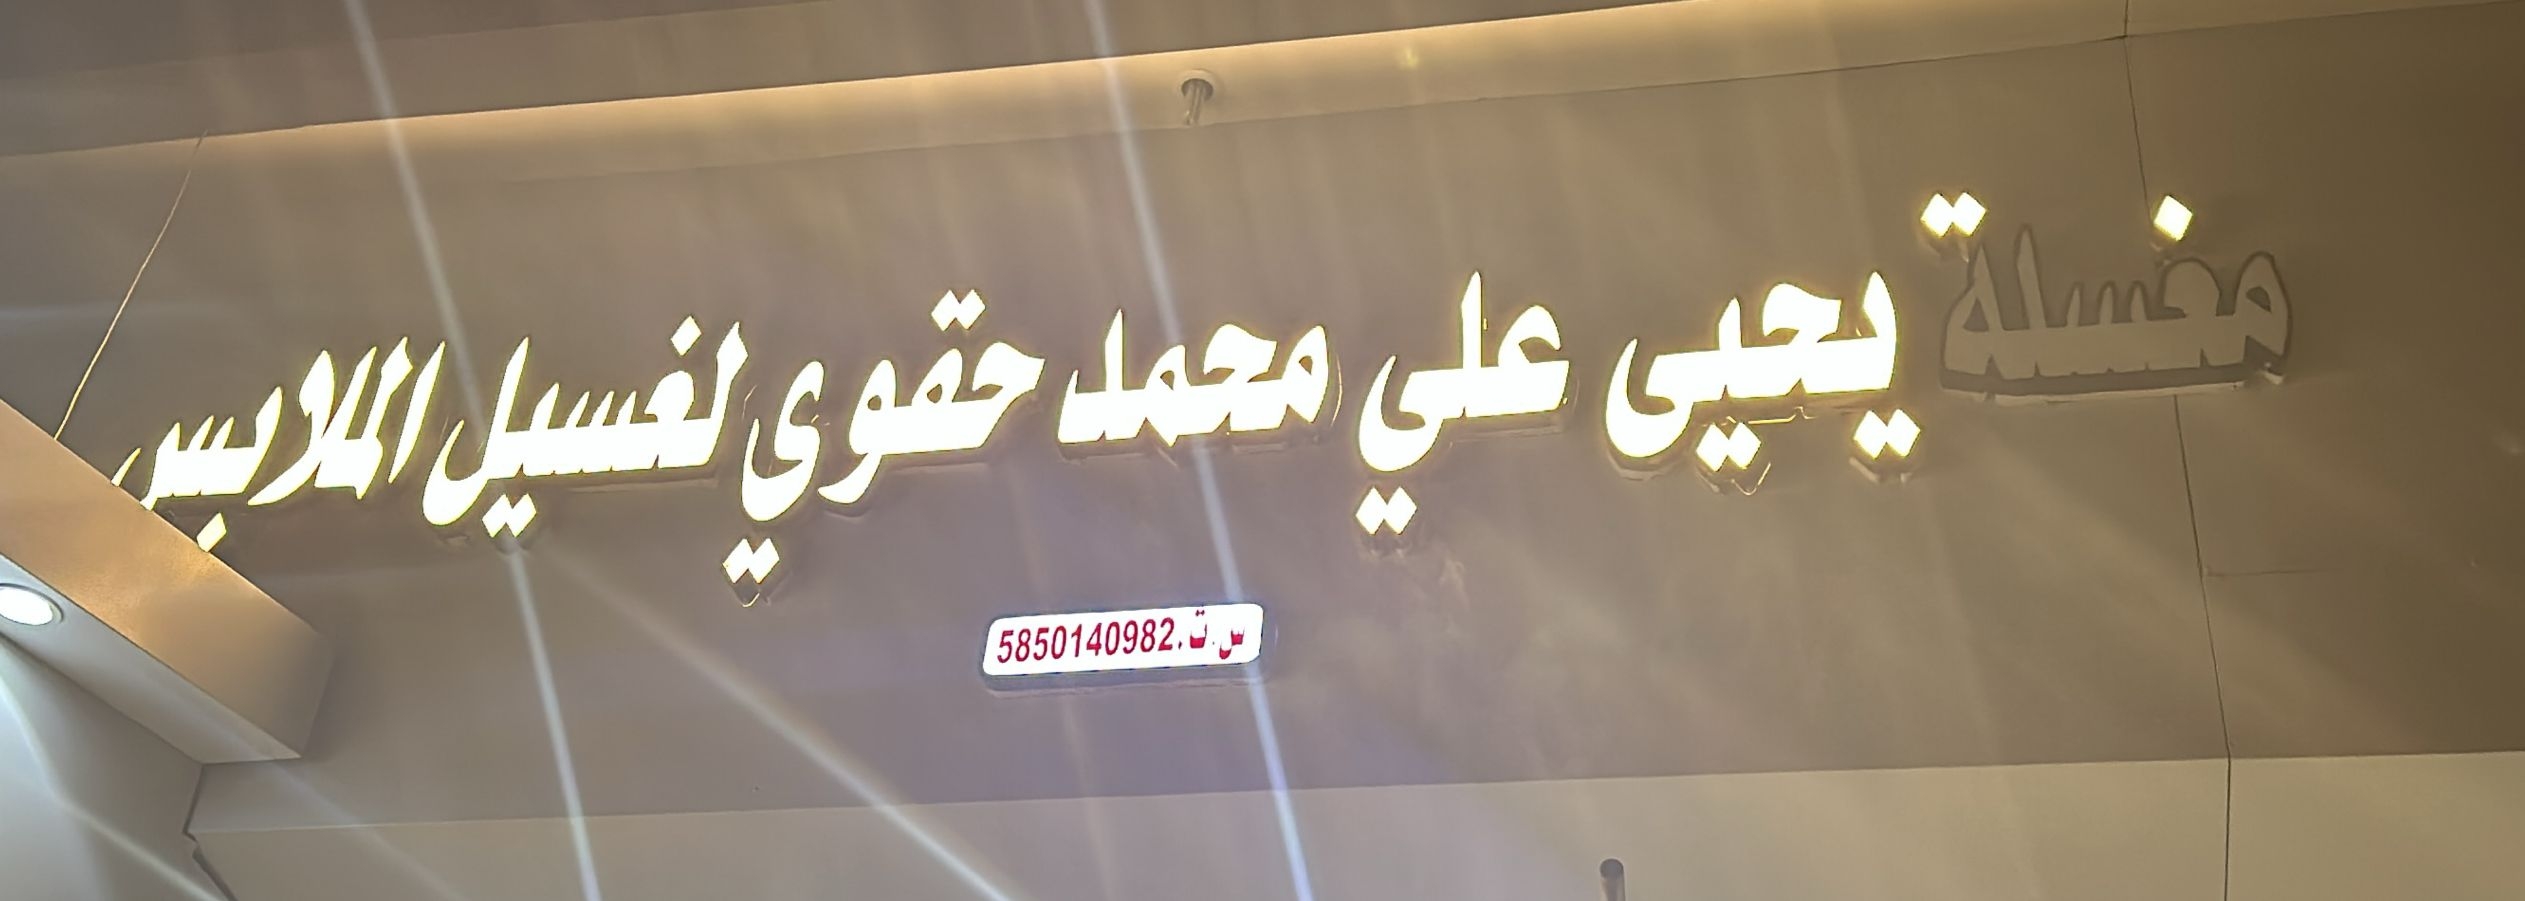 مغسلة يحيى علي محمد حقوي لغسيل الملابس
س.ت.5850140982